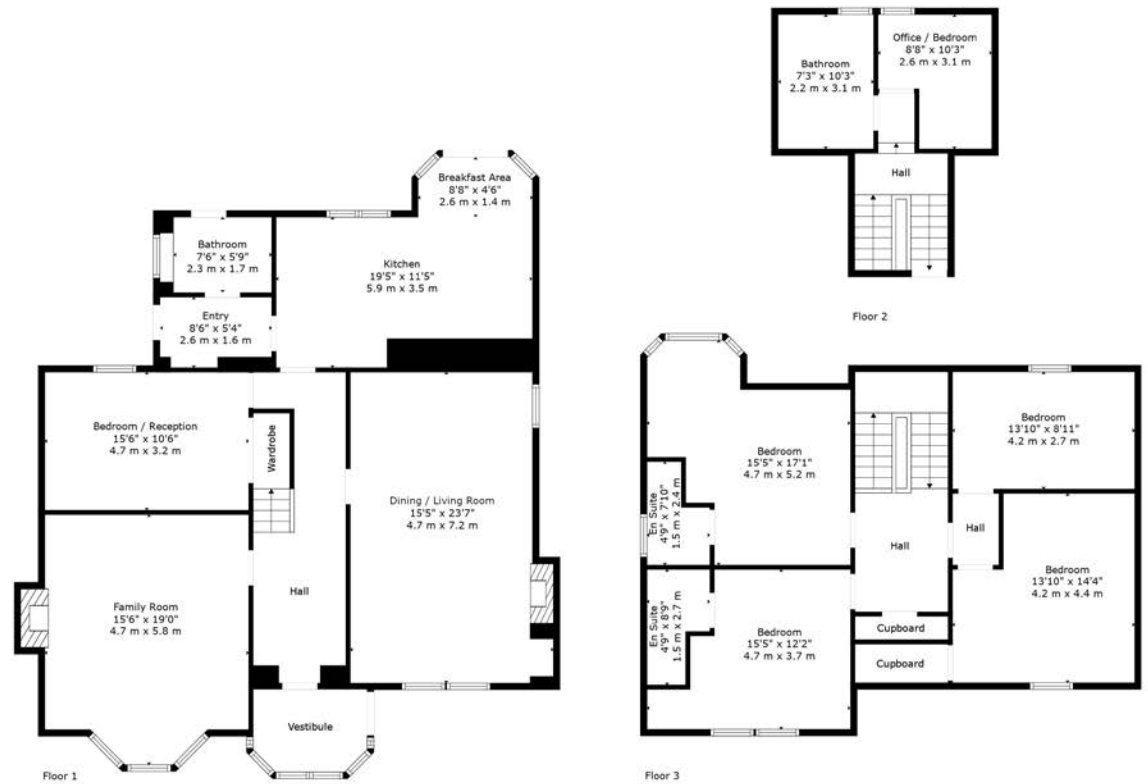 Bathroom
7'3" x 10'3"
2.2 m x 3.1 m
Office / Bedroom
8'8" x 10'3"
2.6 m x 3.1 m
Hall
Floor 2
Breakfast Area
8'8" x 4'6"
2.6 m x 1.4 m
Bathroom
7'6" x 5'9"
2.3 m x 1.7 m
Kitchen
19'5" x 11'5"
5.9 m x 3.5 m
Entry
8'6" x 5'4"
2.6 m x 1.6 m
Bedroom / Reception
15'6" x 10'6"
4.7 m x 3.2 m
Wardrobe
Dining / Living Room
15'5" x 23'7"
4.7 m x 7.2 m
Family Room
15'6" x 19'0"
4.7 m x 5.8 m
Hall
Vestibule
Floor 1
Bedroom
15'5" x 17'1"
4.7 m x 5.2 m
En Suite
4'9" x 7'10"
1.5 m x 2.4 m
Bedroom
13'10" x 8'11"
4.2 m x 2.7 m
Hall
Hall
Bedroom
13'10" x 14'4"
4.2 m x 4.4 m
En Suite
4'9" x 8'9"
1.5 m x 2.7 m
Bedroom
15'5" x 12'2"
4.7 m x 3.7 m
Cupboard
Cupboard
Floor 3